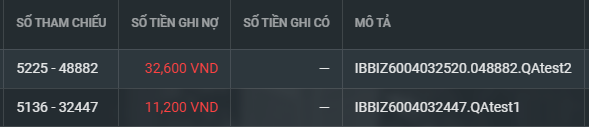 SỐ THAM CHIẾU SỐ TIỀN GHI NỢ SỐ TIỀN GHI CÓ MÔ TẢ
5225 - 48882 32,600 VND — IBBIZ6004032520.048882.QAtest2
5136 - 32447 11,200 VND — IBBIZ6004032447.QAtest1